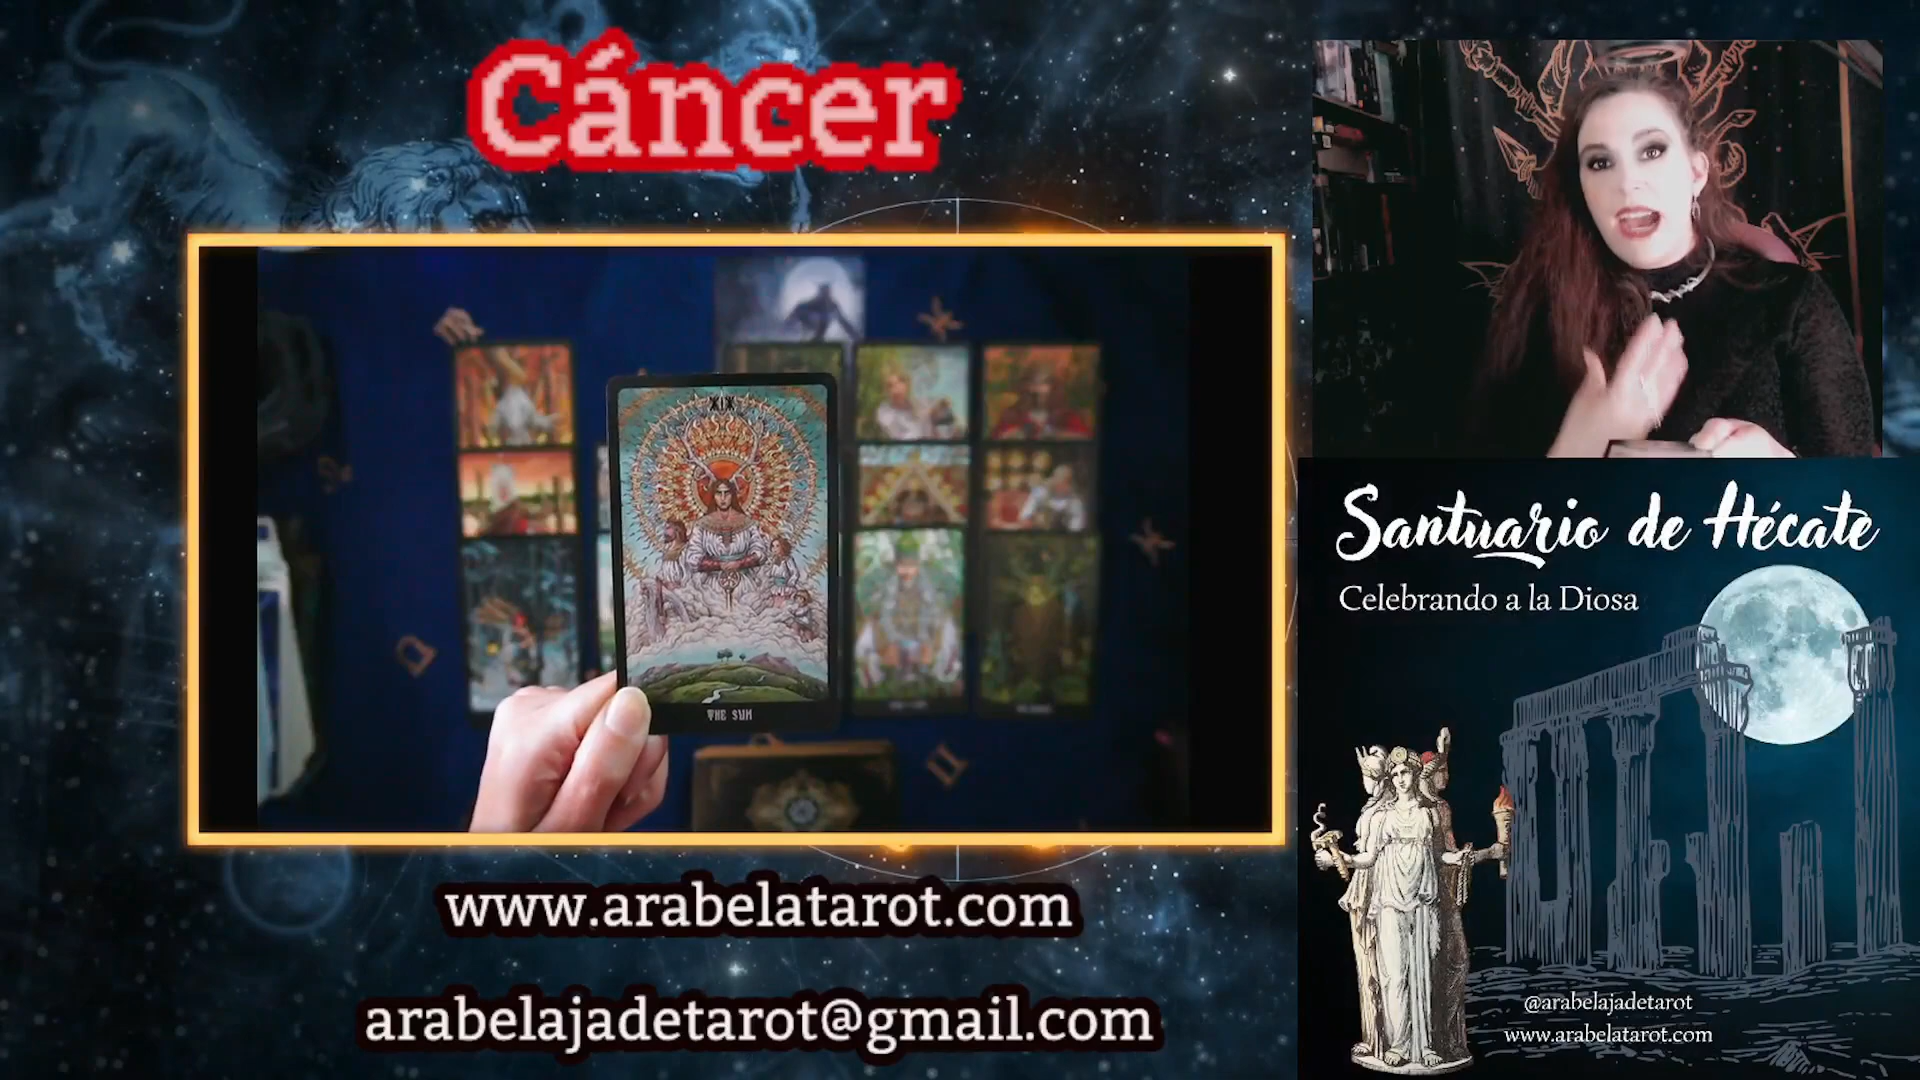 Cáncer
XIX
THE SUN
www.arabelatarot.com
arabelajadetarot@gmail.com
Santuario de Hécate
Celebrando a la Diosa
@arabelajadetarot
www.arabelatarot.com